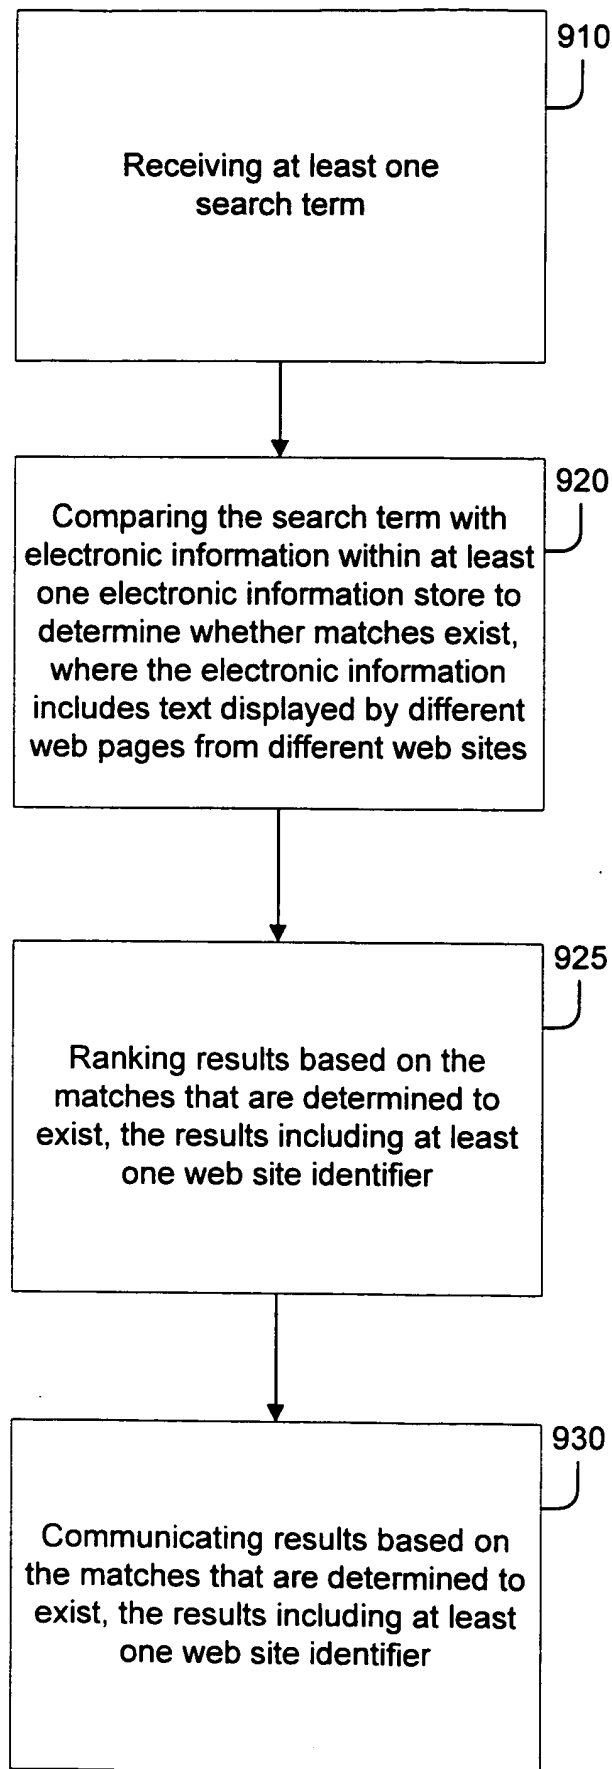 910
Receiving at least one
search term
920
Comparing the search term with
electronic information within at least
one electronic information store to
determine whether matches exist,
where the electronic information
includes text displayed by different
web pages from different web sites
925
Ranking results based on the
matches that are determined to
exist, the results including at least
one web site identifier
930
Communicating results based on
the matches that are determined to
exist, the results including at least
one web site identifier